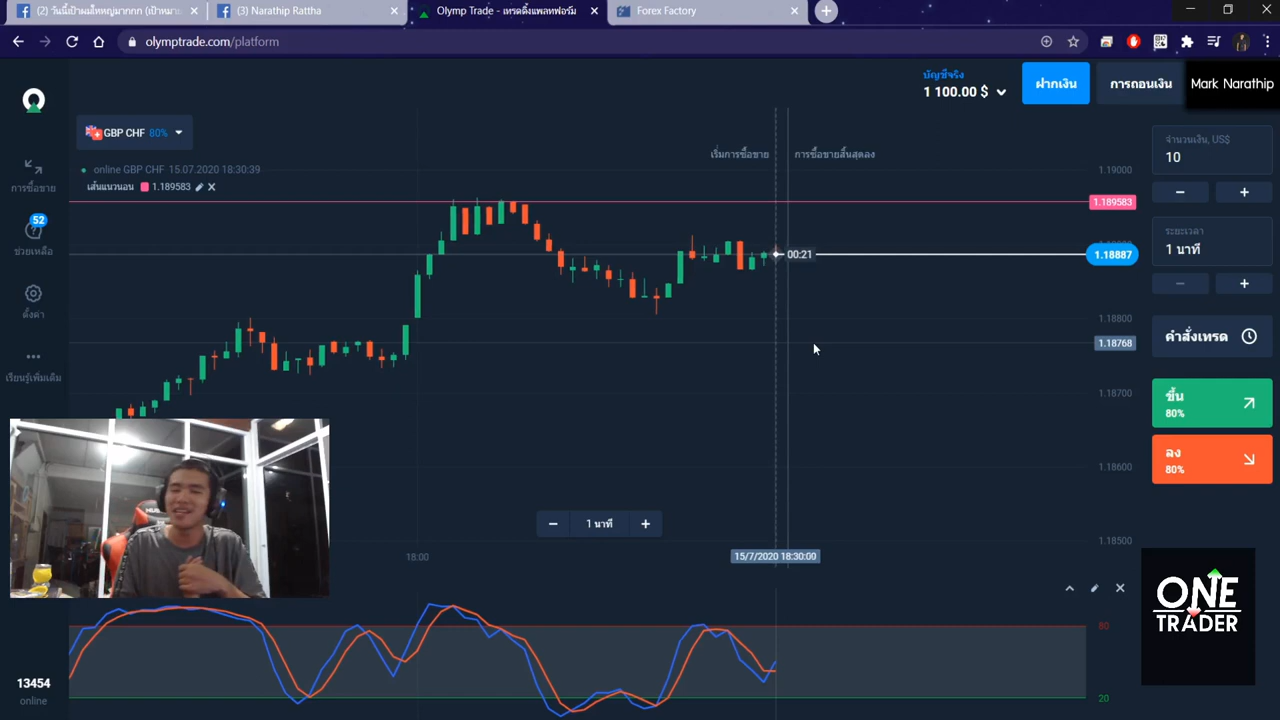 (2) วันนี้เป้าผมใหญ่มากกก (เป้าหมาย
(3) Narathip Rattha
Olymp Trade - เทรดดิ้งแพลทฟอร์ม
Forex Factory
olymptrade.com/platform
บัญชีจริง
1 100.00 $
ฝากเงิน
การถอนเงิน
Mark Narathip
GBP CHF 80%
online GBP CHF 15.07.2020 18:30:39
เส้นแนวนอน 1.189583
เริ่มการซื้อขาย
การซื้อขายสิ้นสุดลง
การซื้อขาย
52
ช่วยเหลือ
ตั้งค่า
เรียนรู้เพิ่มเติม
1.19000
1.189583
00:21
1.18887
1.18800
1.18768
1.18700
1.18600
1.18500
จำนวนเงิน, US$
10
ระยะเวลา
1 นาที
คำสั่งเทรด
ขึ้น
80%
ลง
80%
1 นาที
18:00
15/7/2020 18:30:00
80
20
ONE
TRADER
13454
online